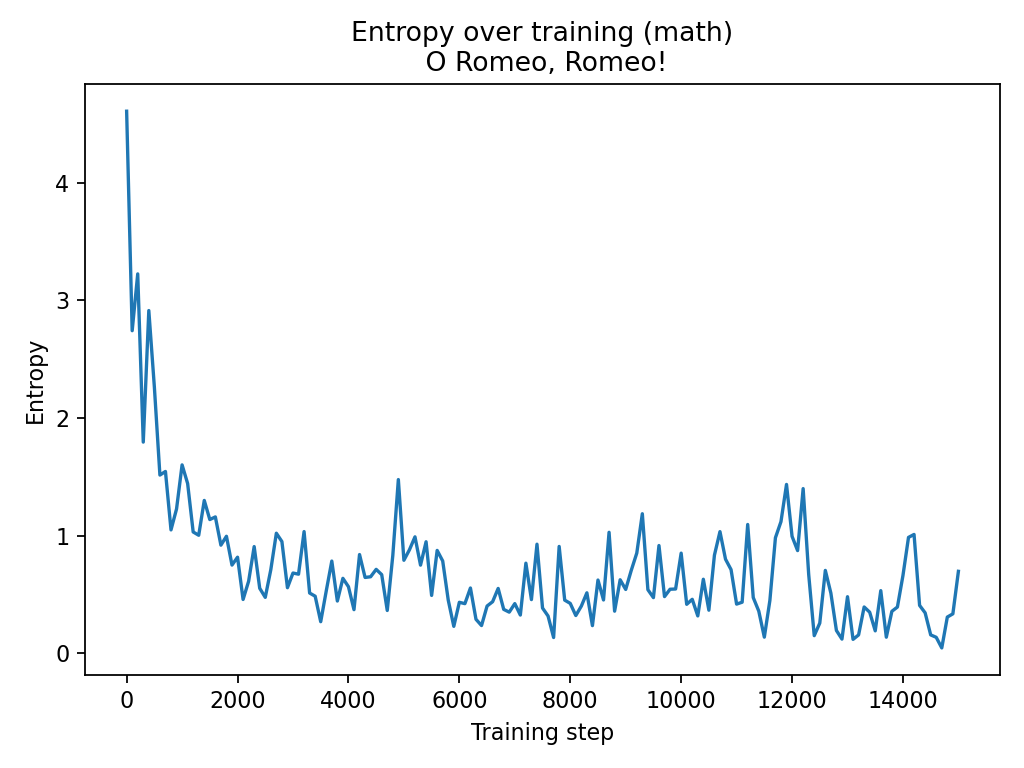 Entropy over training (math)
O Romeo, Romeo!
Entropy
4
3
2
1
0
0 2000 4000 6000 8000 10000 12000 14000
Training step